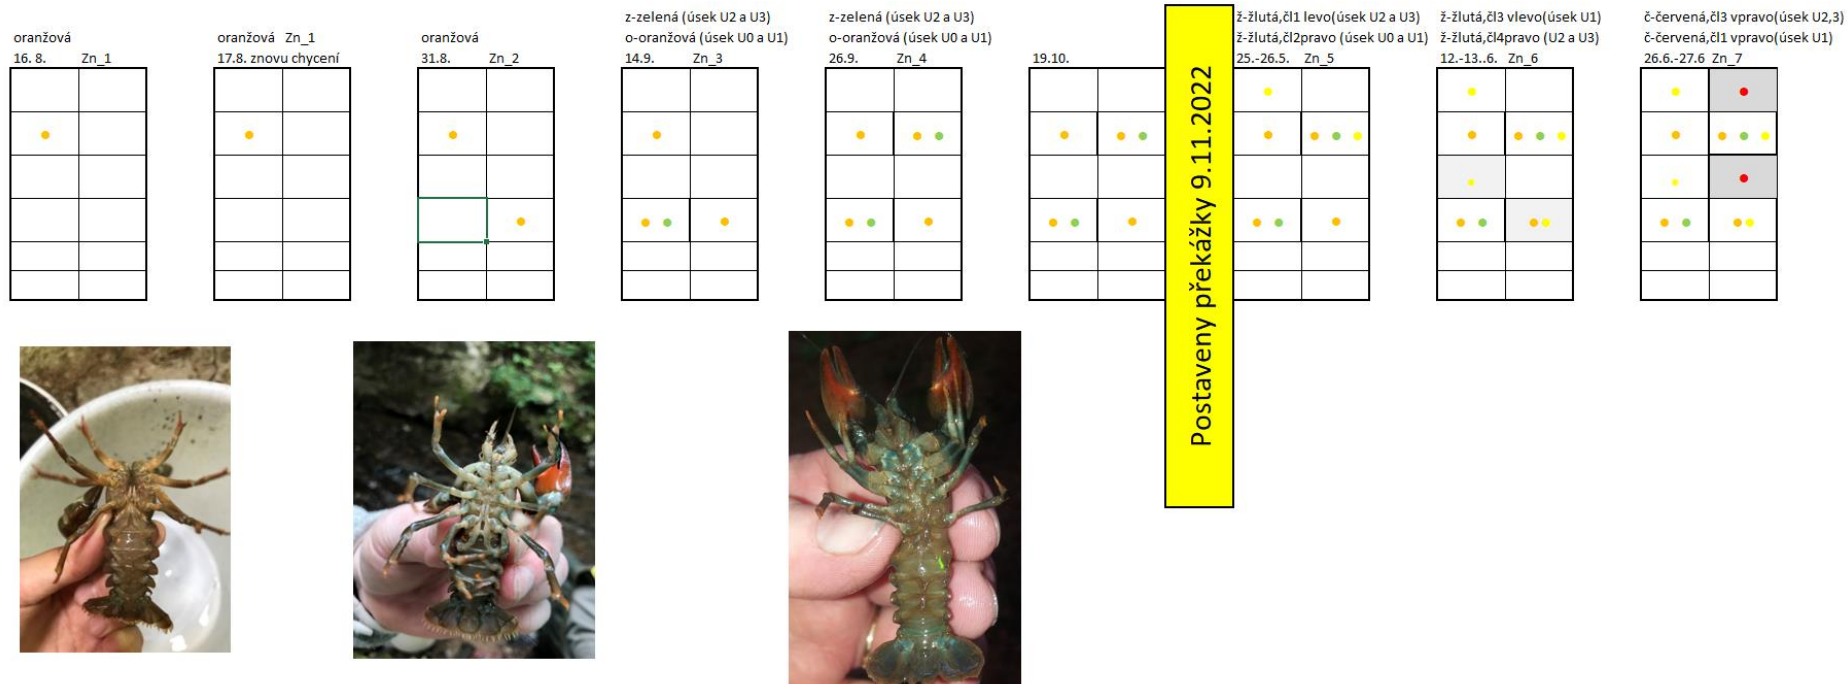 oranžová
16. 8. Zn_1
oranžová Zn_1
17.8. znovu chycení
oranžová
31.8. Zn_2
z-zelená (úsek U2 a U3)
o-oranžová (úsek U0 a U1)
14.9. Zn_3
z-zelená (úsek U2 a U3)
o-oranžová (úsek U0 a U1)
26.9. Zn_4
19.10.
Postaveny překážky 9.11.2022
ž-žlutá,čl1 levo(úsek U2 a U3)
ž-žlutá,čl2pravo (úsek U0 a U1)
25.-26.5. Zn_5
ž-žlutá,čl3 vlevo(úsek U1)
ž-žlutá,čl4pravo (U2 a U3)
12.-13..6. Zn_6
č-červená,čl3 vpravo(úsek U2,3)
č-červená,čl1 vpravo(úsek U1)
26.6.-27.6 Zn_7